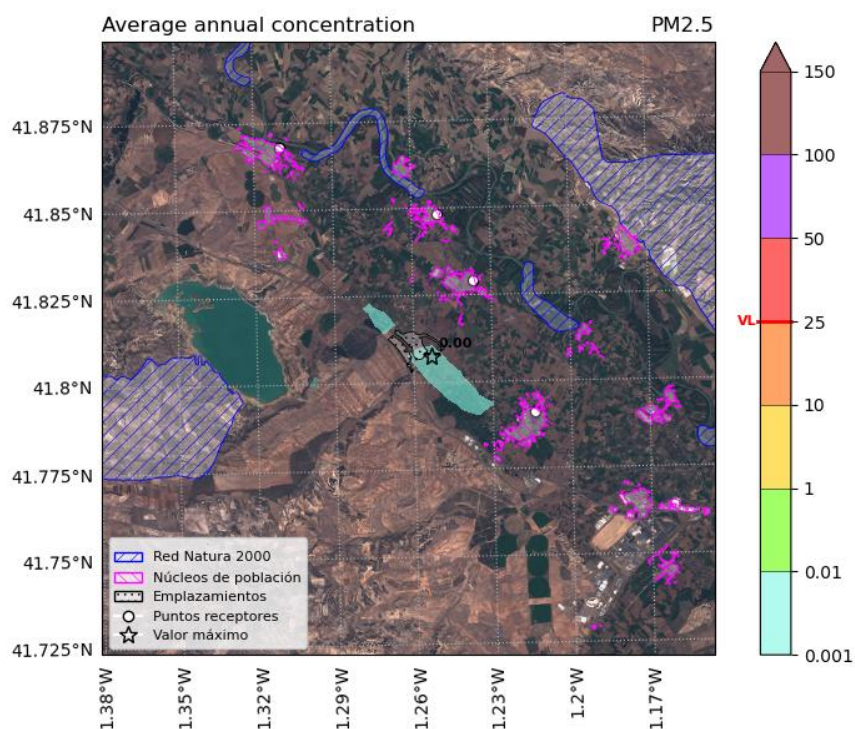 Average annual concentration PM2.5
41.875°N
41.85°N
41.825°N
41.8°N
41.775°N
41.75°N
41.725°N
0.00
Red Natura 2000
Núcleos de población
Emplazamientos
Puntos receptores
Valor máximo
1.38°W
1.35°W
1.32°W
1.29°W
1.26°W
1.23°W
1.2°W
1.17°W
150
100
50
VL 25
10
1
0.01
0.001